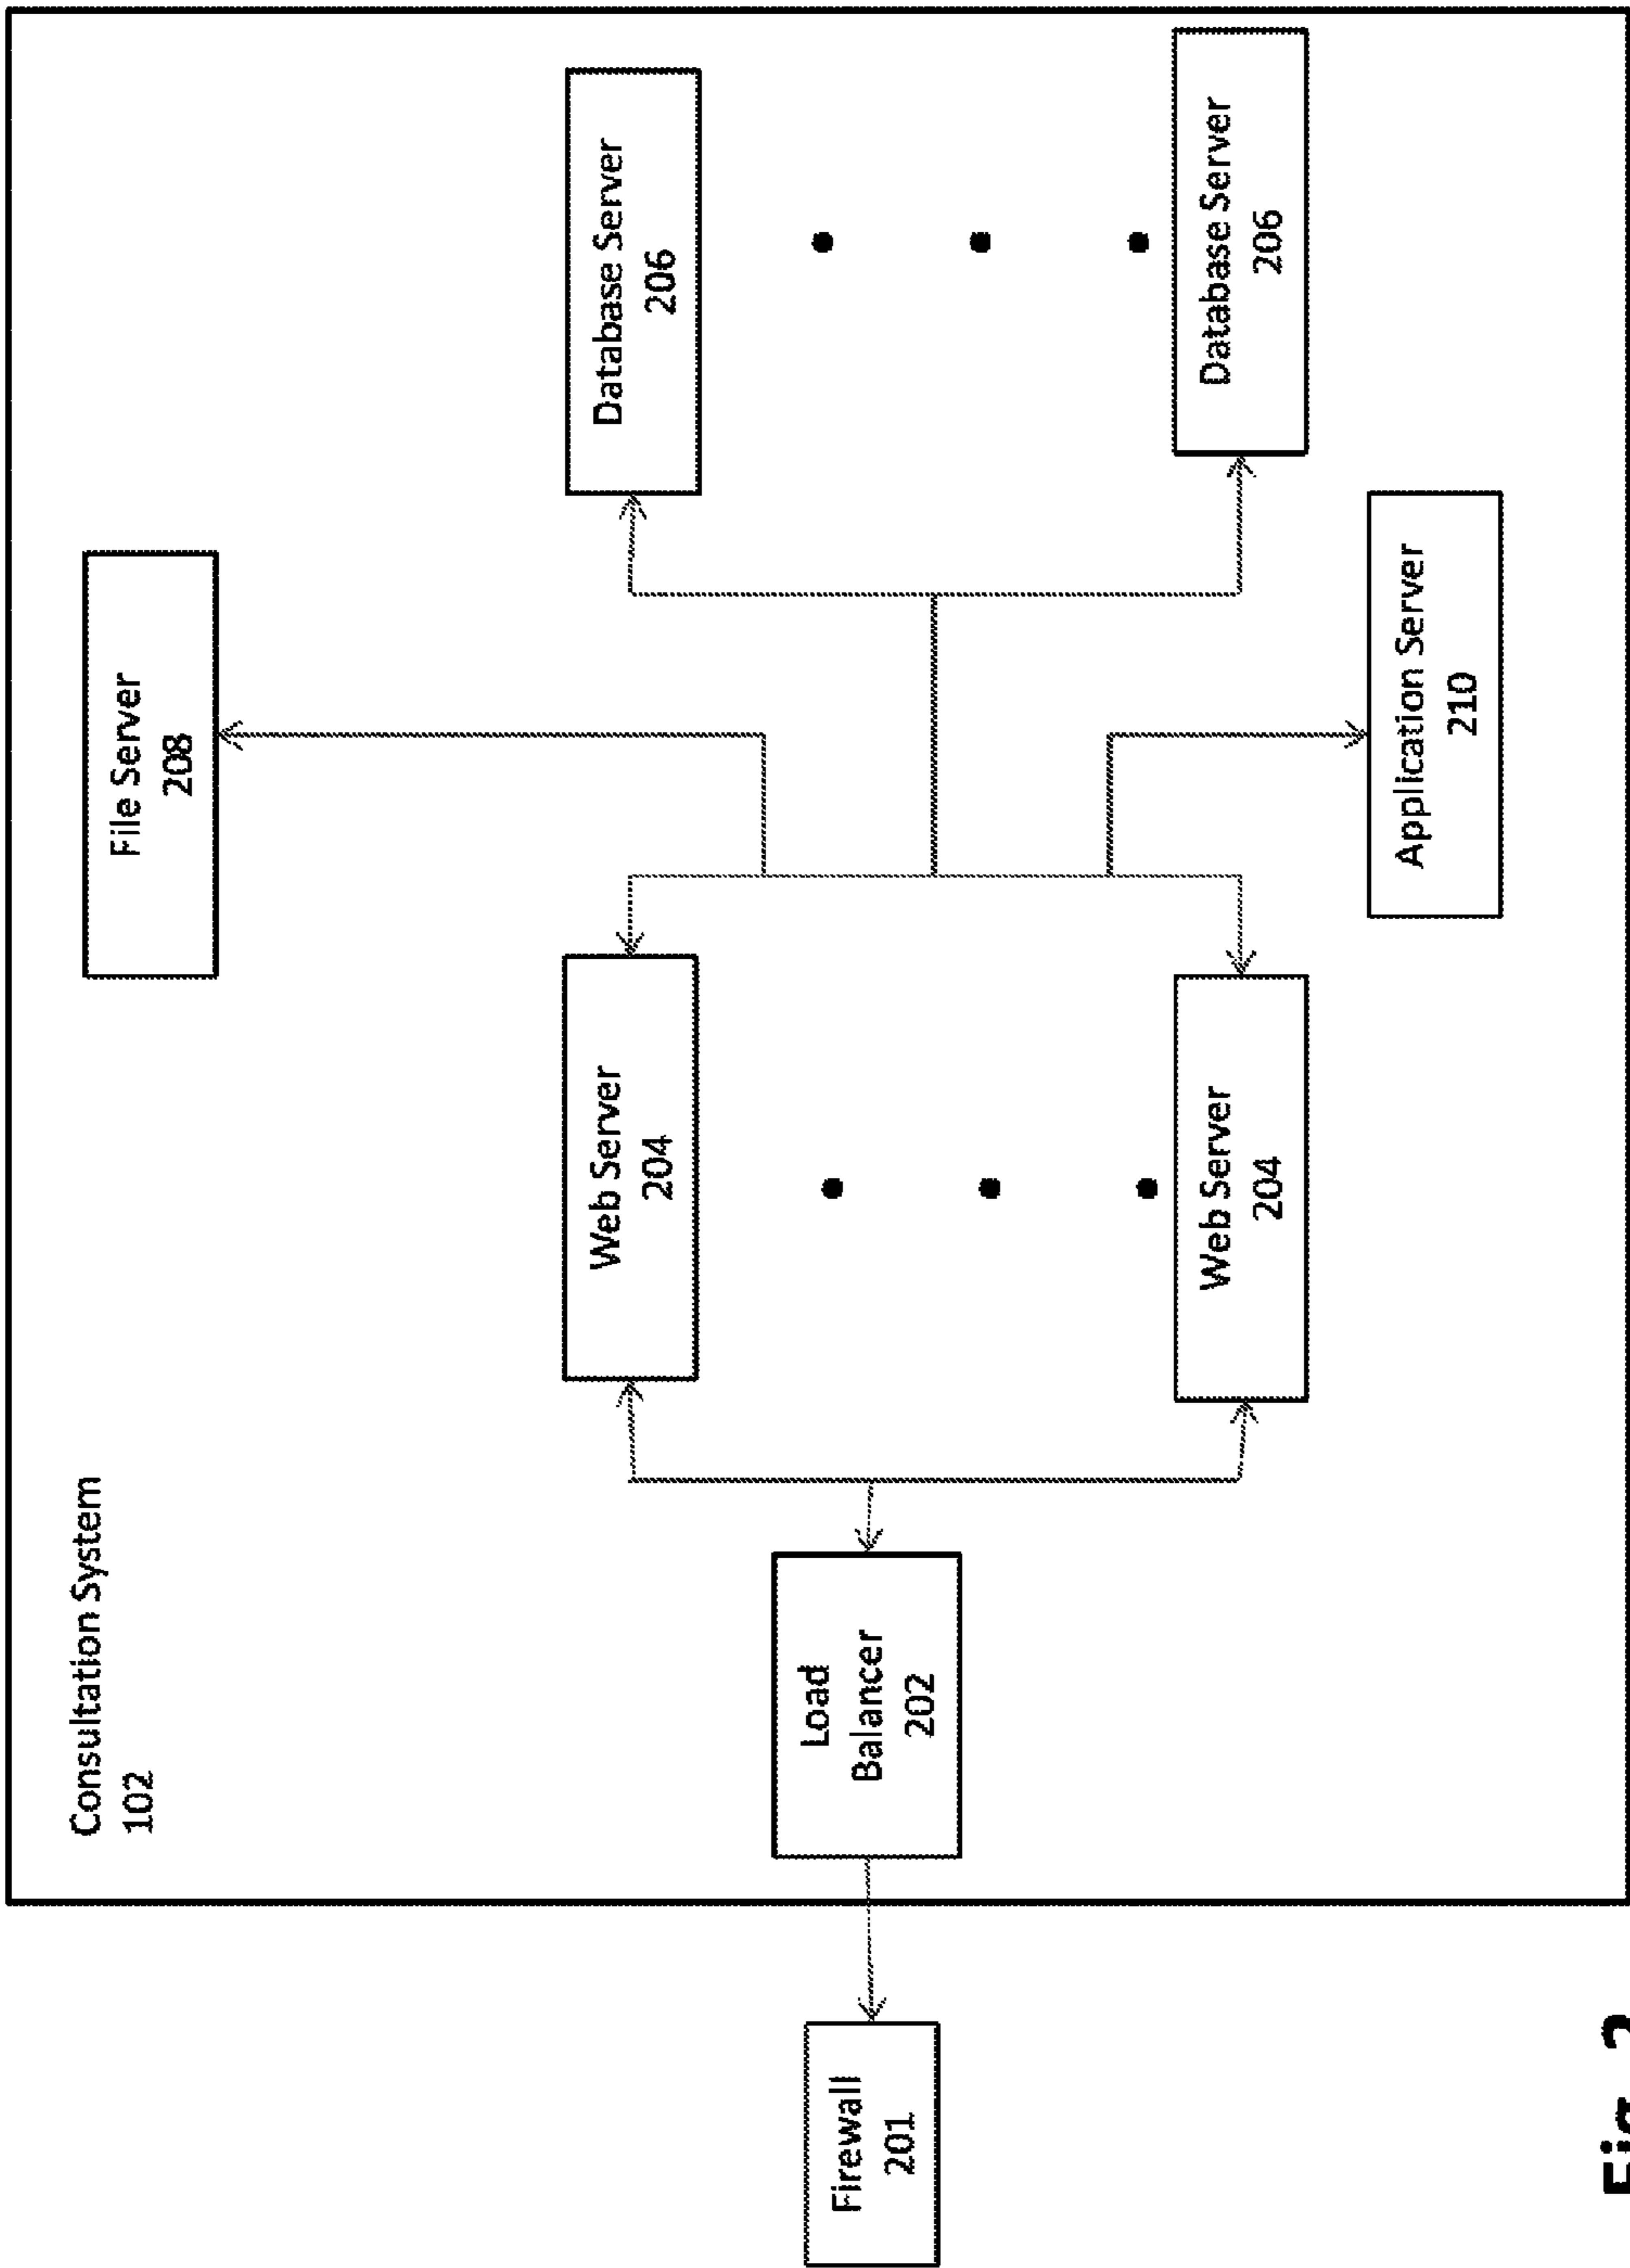 Consultation System
102
Firewall
201
Load
Balancer
202
Web Server
204
Web Server
204
File Server
208
Application Server
210
Database Server
206
Database Server
206
Fig. 2